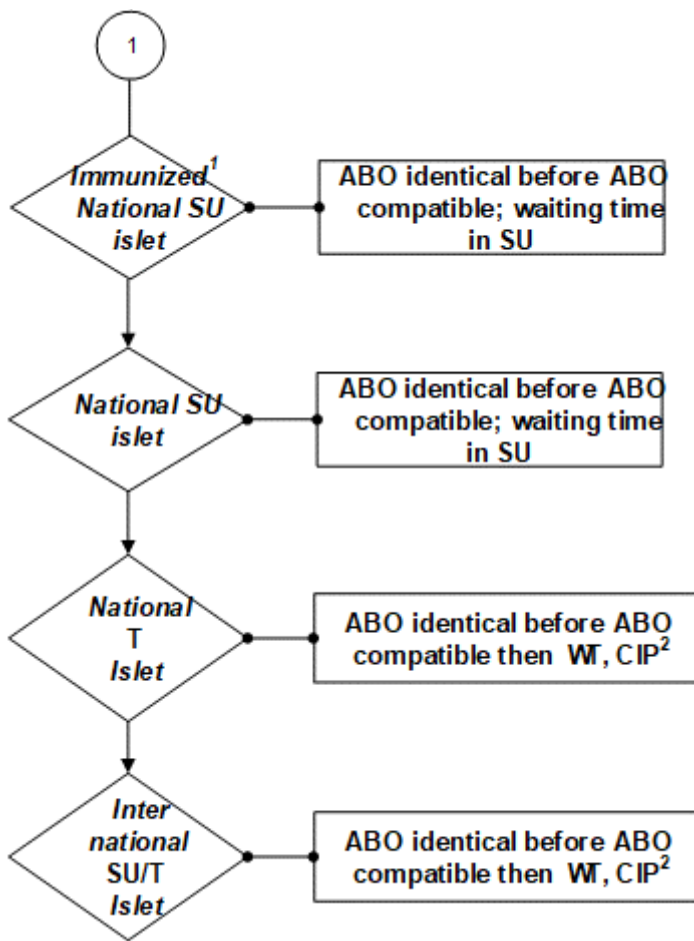 1
Immunized¹
National SU
islet
ABO identical before ABO
compatible; waiting time
in SU
National SU
islet
ABO identical before ABO
compatible; waiting time
in SU
National
T
Islet
ABO identical before ABO
compatible then WT, CIP²
Inter
national
SU/T
Islet
ABO identical before ABO
compatible then WT, CIP²